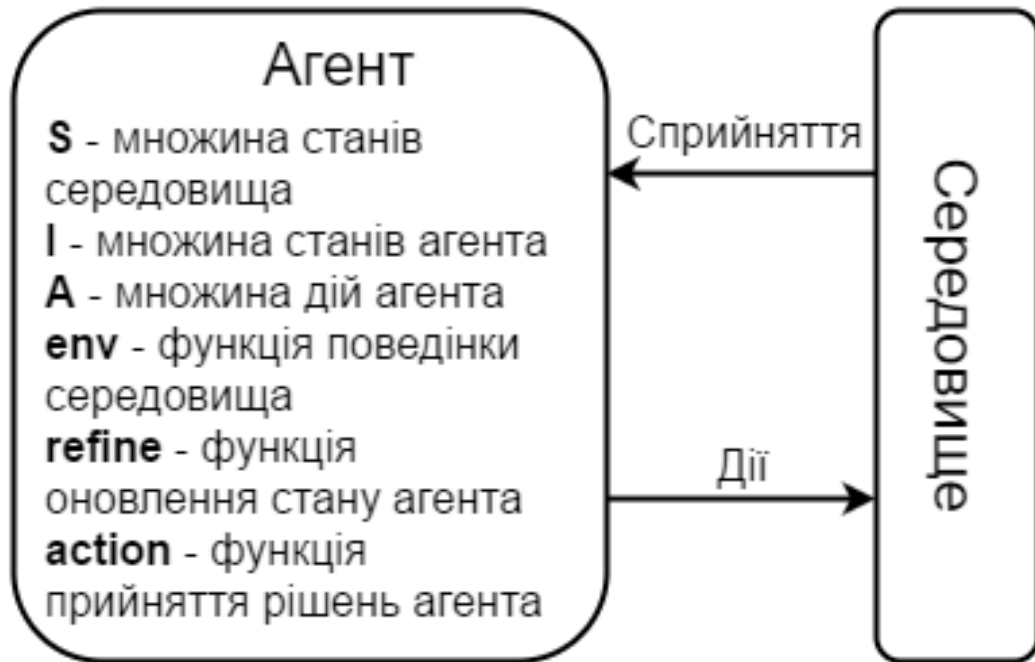 Агент
S - множина станів
середовища
I - множина станів агента
A - множина дій агента
env - функція поведінки
середовища
refine - функція
оновлення стану агента
action - функція
прийняття рішень агента
Сприйняття
Дії
Середовище